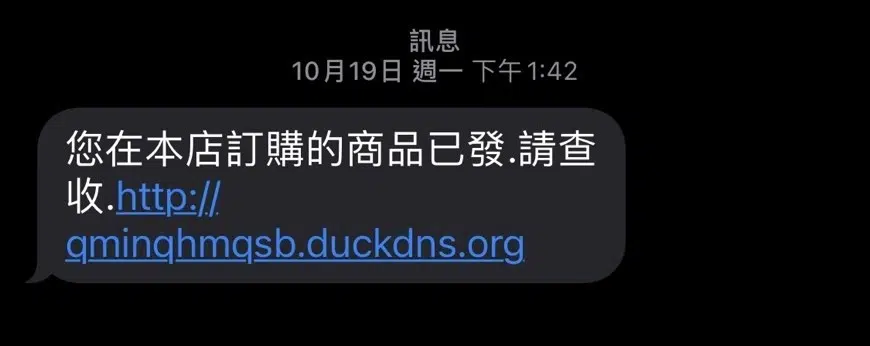 訊息
10月19日 週一 下午1:42
您在本店訂購的商品已發.請查
收.http://
qminqhmqsb.duckdns.org